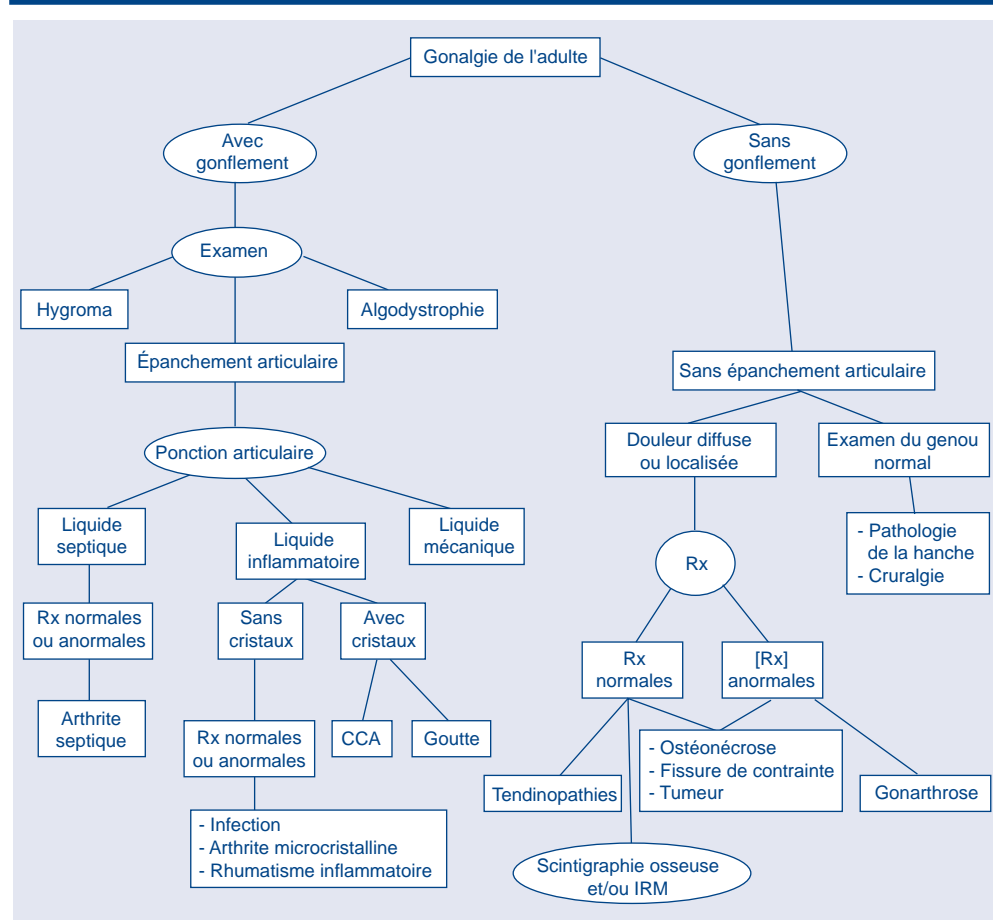 Gonalgie de l'adulte
Avec
gonflement
Sans
gonflement
Examen
Hygroma
Algodystrophie
Épanchement articulaire
Sans épanchement articulaire
Ponction articulaire
Douleur diffuse
ou localisée
Examen du genou
normal
Liquide
septique
Liquide
inflammatoire
Liquide
mécanique
- Pathologie
de la hanche
- Cruralgie
Rx
Rx normales
ou anormales
Sans
cristaux
Avec
cristaux
Rx
normales
[Rx]
anormales
Arthrite
septique
Rx normales
ou anormales
CCA
Goutte
- Ostéonécrose
- Fissure de contrainte
- Tumeur
Tendinopathies
Gonarthrose
- Infection
- Arthrite microcristalline
- Rhumatisme inflammatoire
Scintigraphie osseuse
et/ou IRM